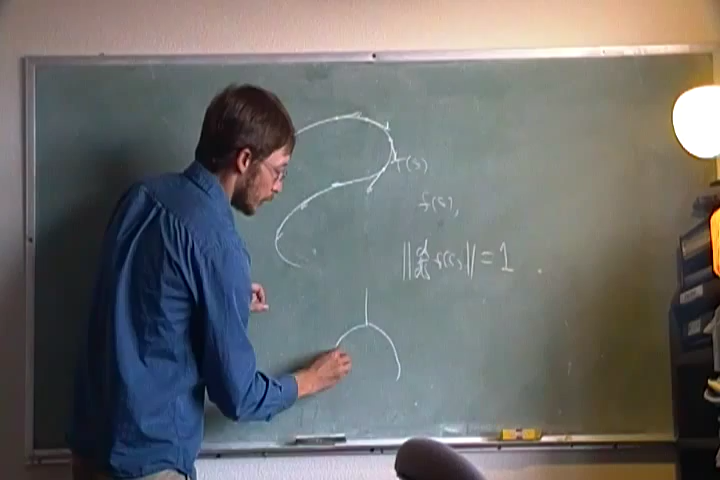 r(s)
f(s),
||d/ds f(s)|| = 1